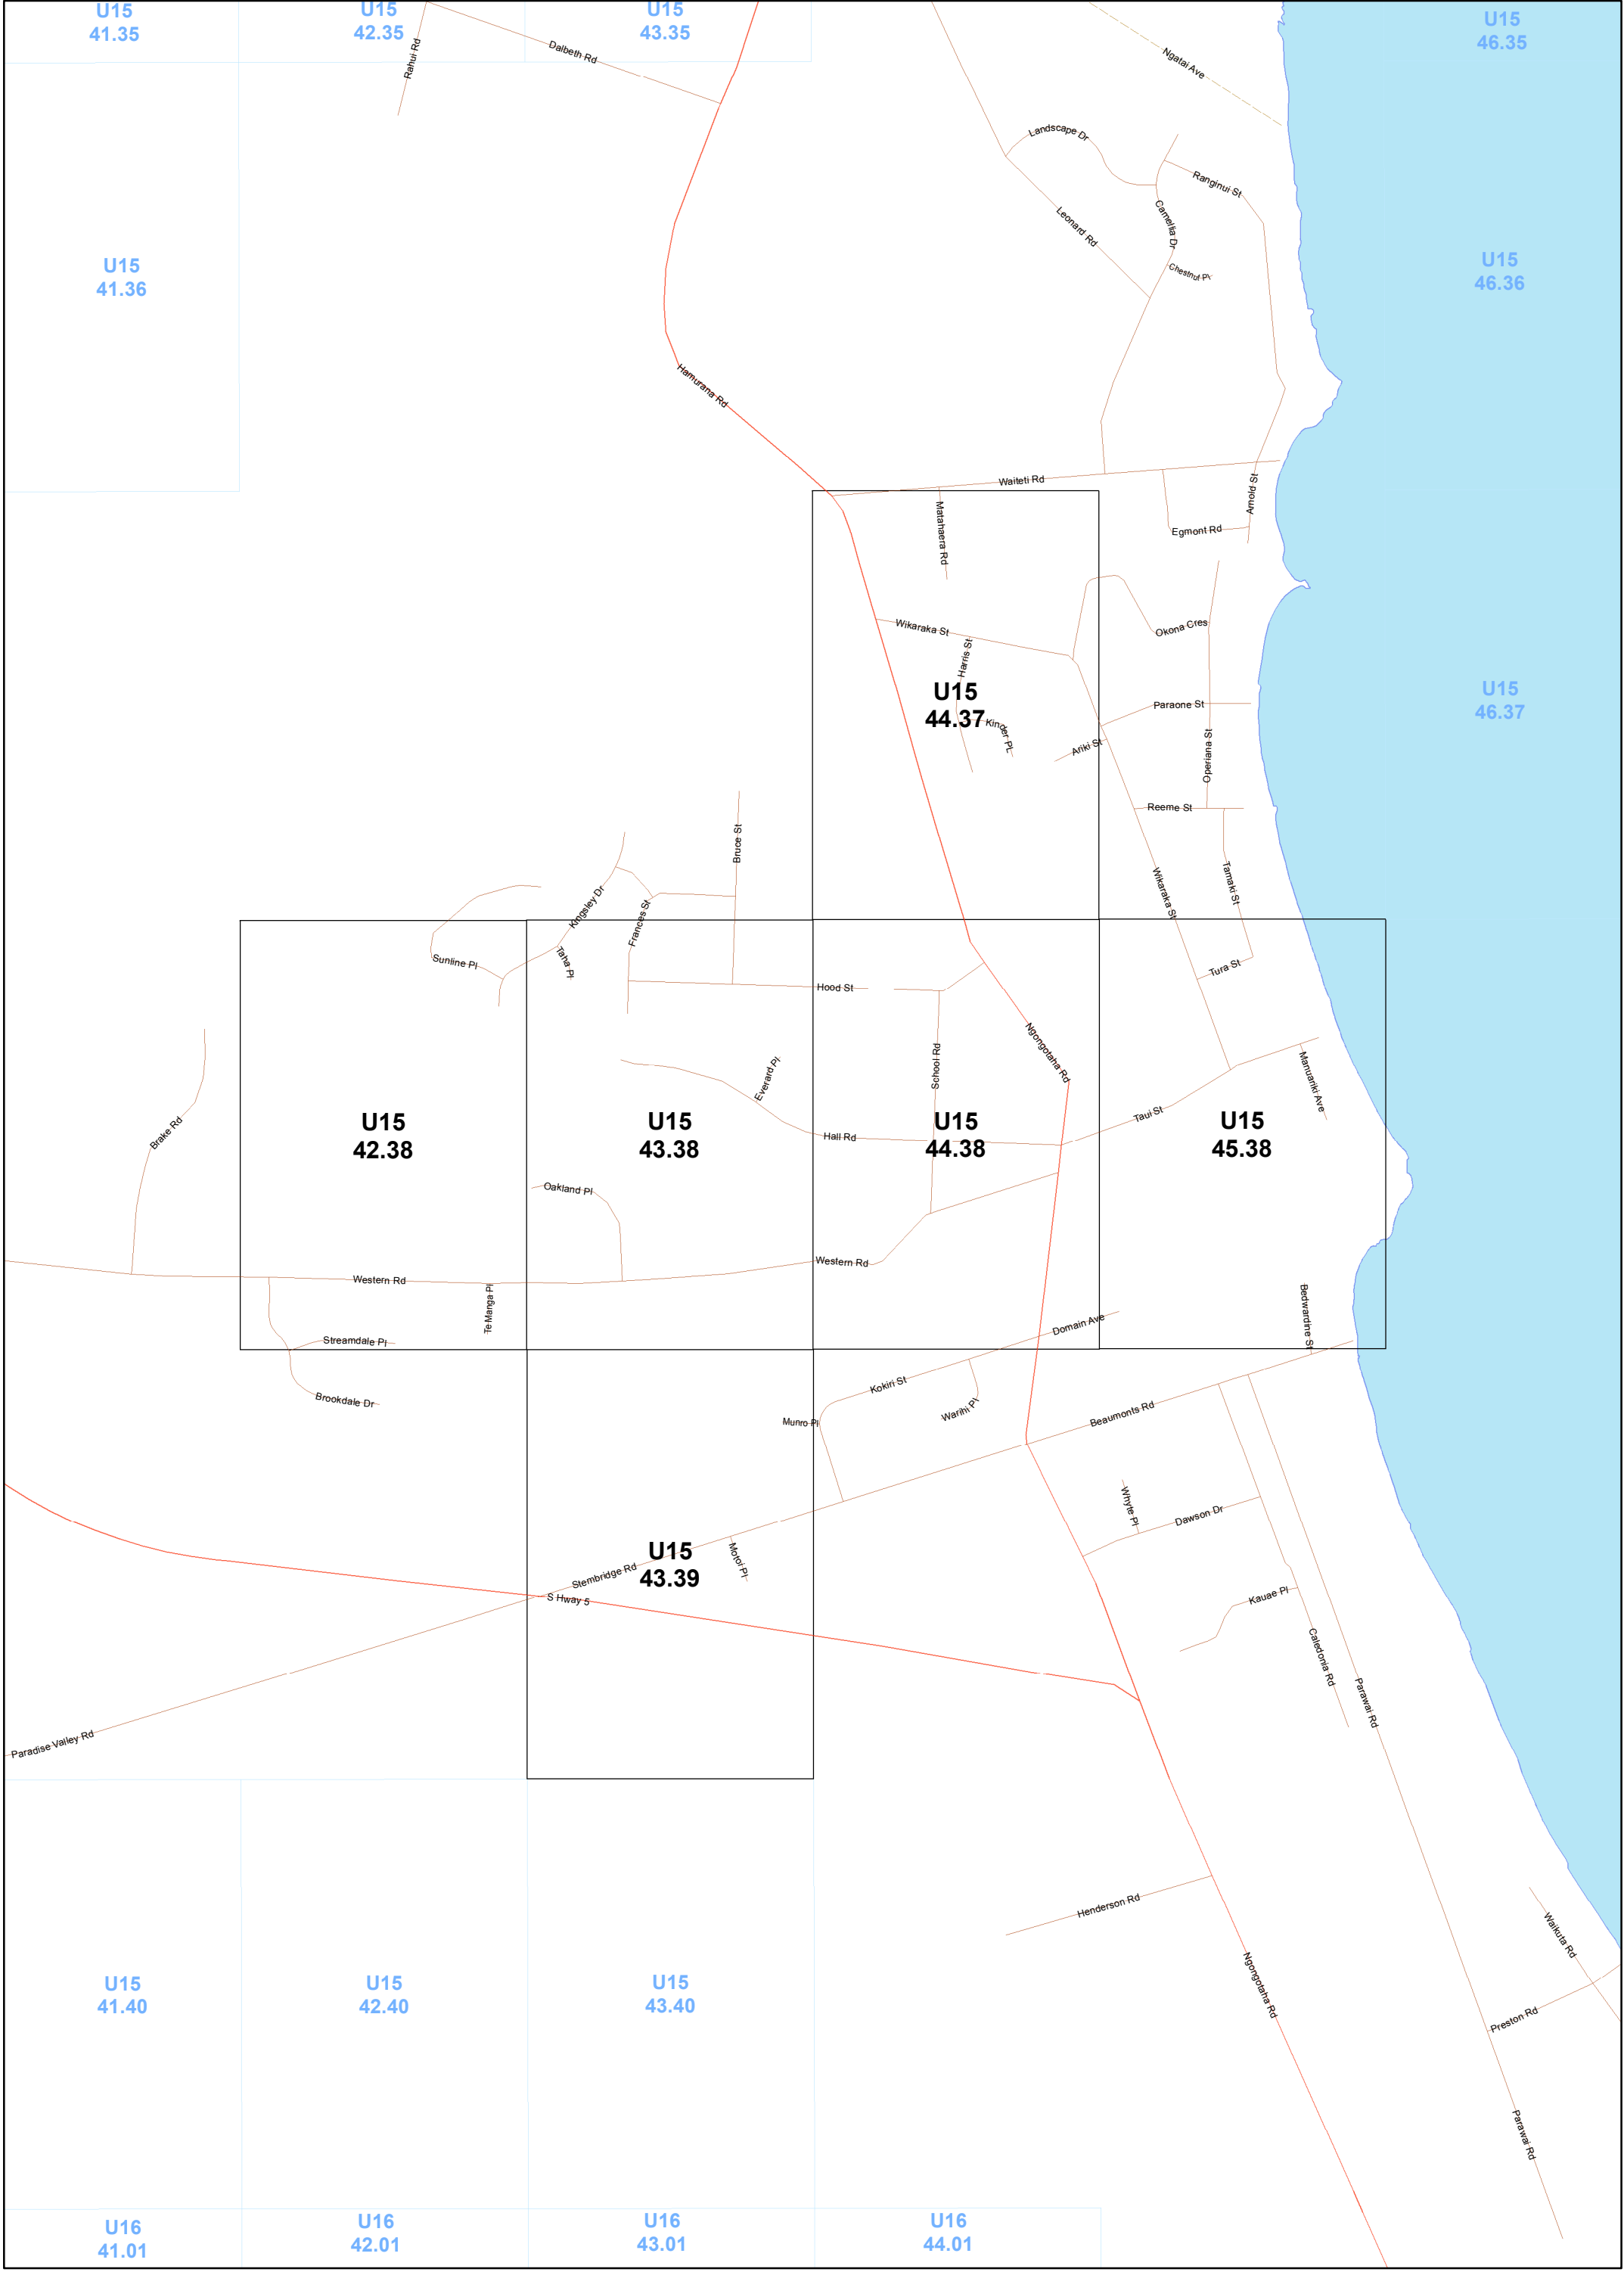 U15
41.35
U15
42.35
U15
43.35
U15
46.35
Rahui Rd
Dalbeth Rd
Ngatai Ave
Landscape Dr
Ranginui St
Leonard Rd
Camellia Dr
Chestnut Pl
U15
41.36
U15
46.36
Hamurana Rd
Waiteti Rd
Matahaera Rd
Arnold St
Egmont Rd
Wikaraka St
Harris St
Okona Cres
U15
44.37
Kinder PL
Paraone St
Ariki St
Operiana St
U15
46.37
Reeme St
Bruce St
Kingsley Dr
Frances St
Wikaraka St
Tamaki St
Sunline Pl
Taha Pl
Tura St
Hood St
Ngongotaha Rd
School Rd
Everard Pl
Manuariki Ave
Brake Rd
U15
42.38
U15
43.38
U15
44.38
U15
45.38
Taui St
Hall Rd
Oakland Pl
Western Rd
Western Rd
Te Manga Pl
Bedwardine St
Domain Ave
Streamdale Pl
Brookdale Dr
Kokiri St
Warihi Pl
Munro Pl
Beaumonts Rd
Whyte Pl
Dawson Dr
U15
43.39
Motoi Pl
Stembridge Rd
S Hway 5
Kauae Pl
Caledonia Rd
Parawai Rd
Paradise Valley Rd
Henderson Rd
Waikuta Rd
Ngongotaha Rd
U15
41.40
U15
42.40
U15
43.40
Preston Rd
Parawai Rd
U16
41.01
U16
42.01
U16
43.01
U16
44.01